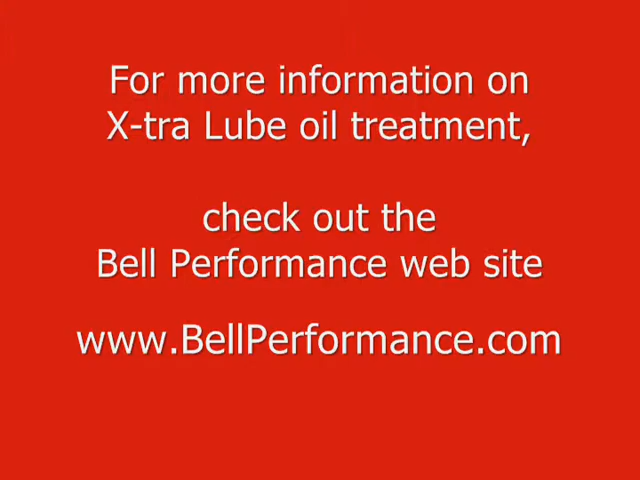 For more information on
X-tra Lube oil treatment,
check out the
Bell Performance web site
www.BellPerformance.com